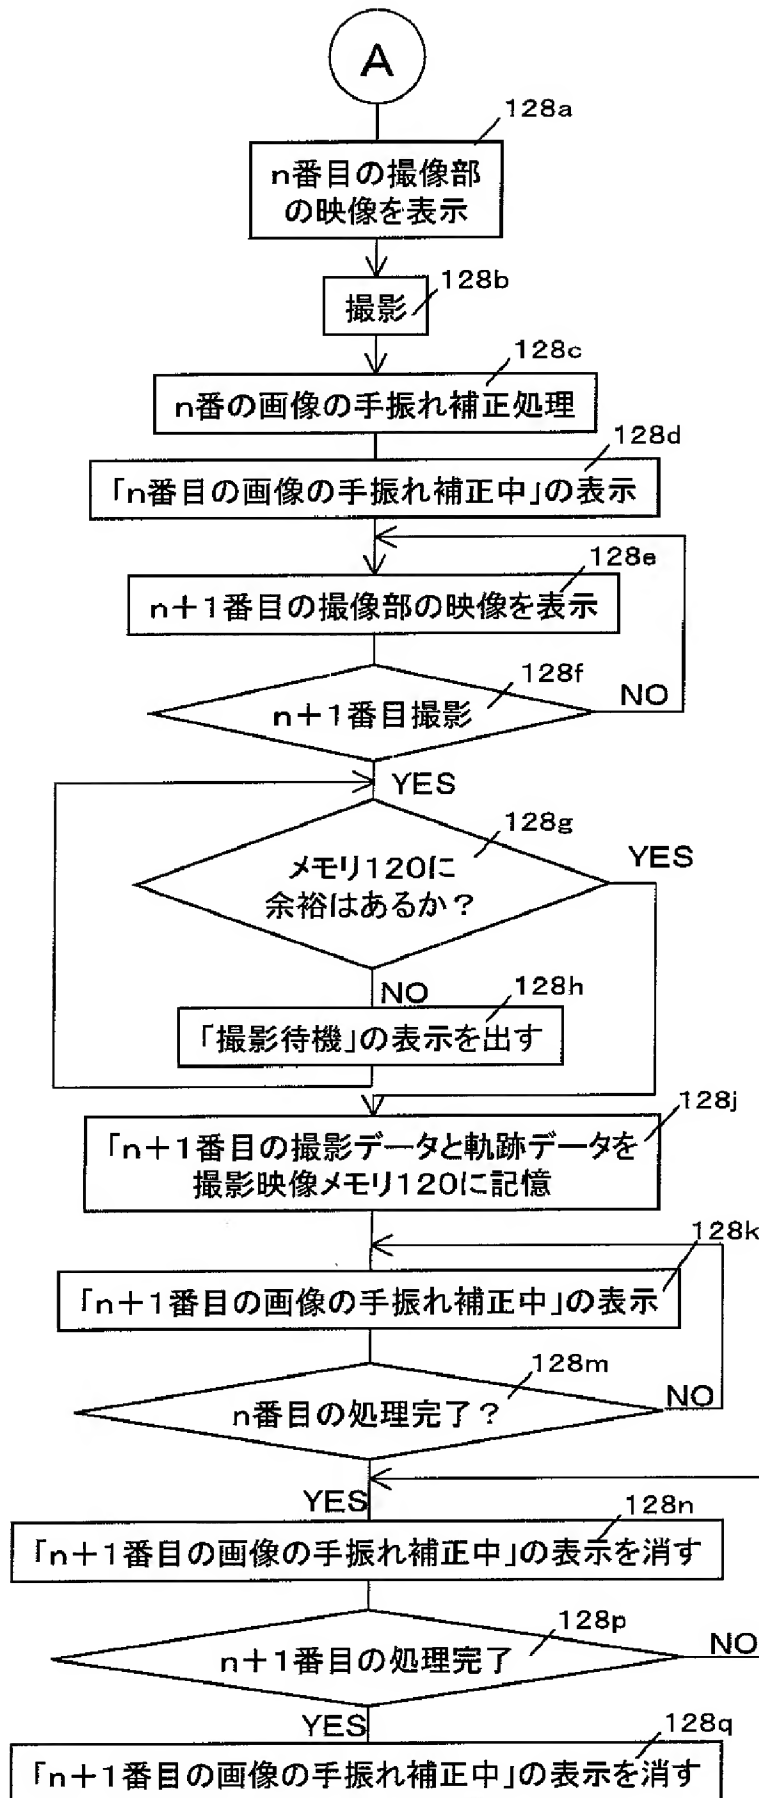 A
128a
n番目の撮像部
の映像を表示
128b
撮影
128c
n番の画像の手振れ補正処理
128d
「n番目の画像の手振れ補正中」の表示
128e
n+1番目の撮像部の映像を表示
128f
n+1番目撮影
NO
YES
128g
メモリ120に
余裕はあるか?
YES
NO
128h
「撮影待機」の表示を出す
128j
「n+1番目の撮影データと軌跡データを
撮影映像メモリ120に記憶
128k
「n+1番目の画像の手振れ補正中」の表示
128m
n番目の処理完了?
NO
YES
128n
「n+1番目の画像の手振れ補正中」の表示を消す
128p
n+1番目の処理完了
NO
YES
128q
「n+1番目の画像の手振れ補正中」の表示を消す